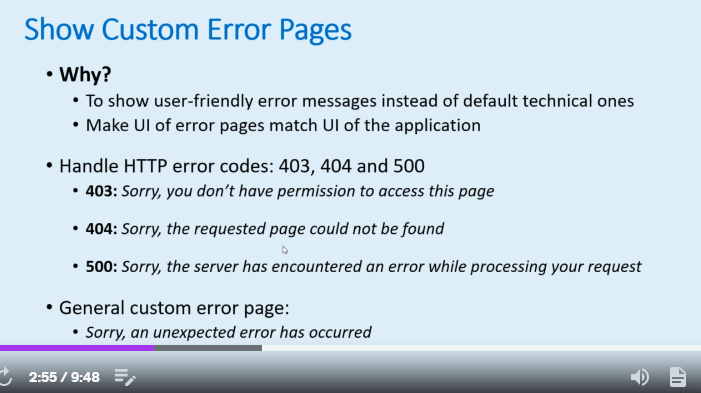 Show Custom Error Pages
• Why?
• To show user-friendly error messages instead of default technical ones
• Make UI of error pages match UI of the application
• Handle HTTP error codes: 403, 404 and 500
• 403: Sorry, you don’t have permission to access this page
• 404: Sorry, the requested page could not be found
• 500: Sorry, the server has encountered an error while processing your request
• General custom error page:
• Sorry, an unexpected error has occurred
2:55 / 9:48